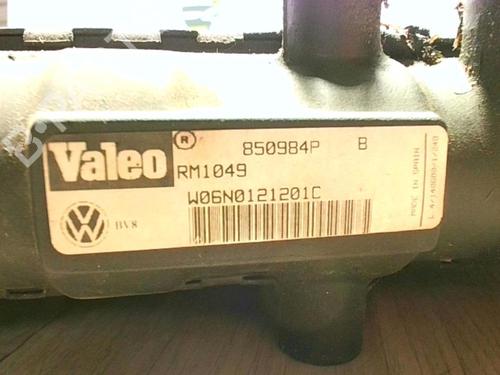 Valeo ® 850984P B
RM1049
W06N0121201C
BV8
MADE IN SPAIN